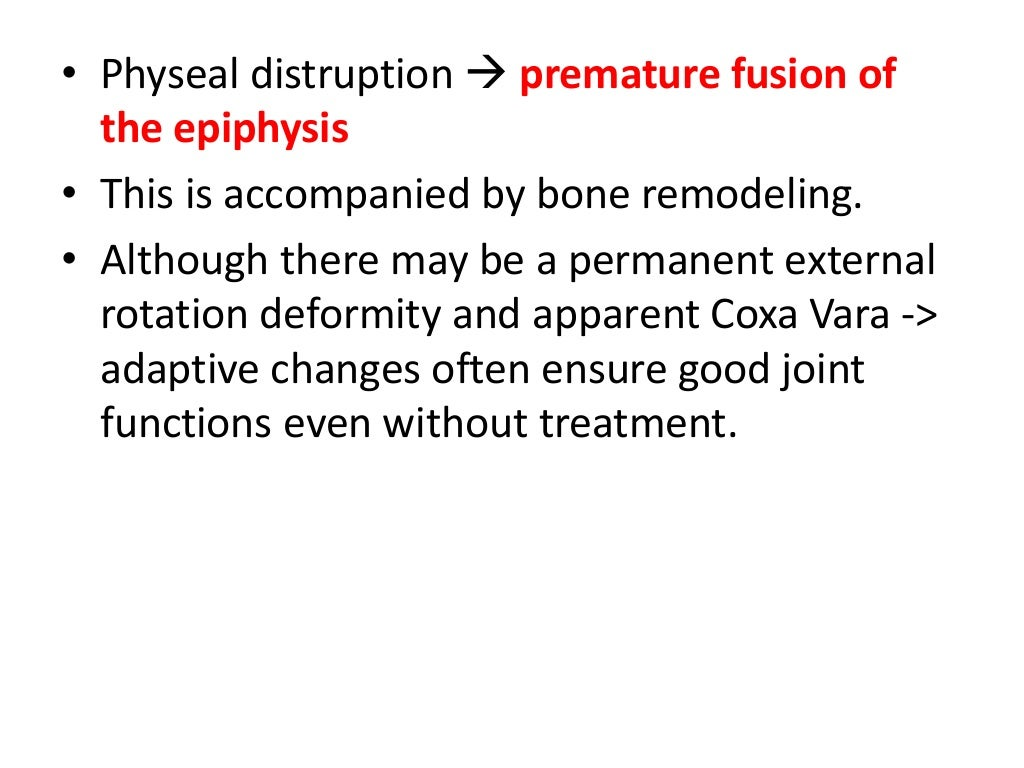 • Physeal distruption → premature fusion of
the epiphysis
• This is accompanied by bone remodeling.
• Although there may be a permanent external
rotation deformity and apparent Coxa Vara ->
adaptive changes often ensure good joint
functions even without treatment.